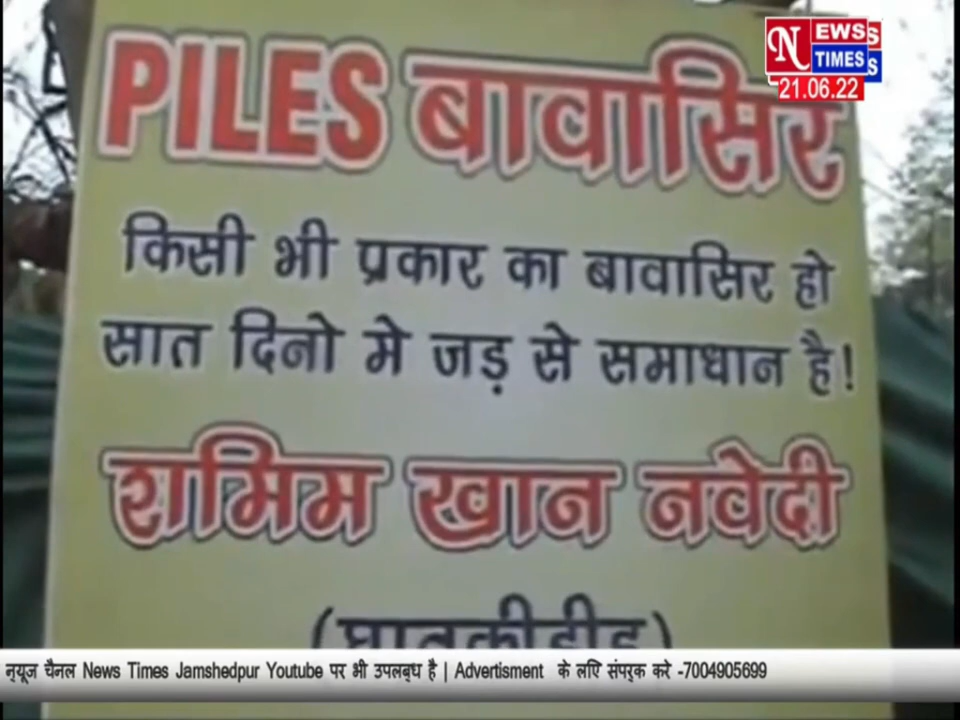 NEWS
TIMES
21.06.22
PILES बावासिर
किसी भी प्रकार का बावासिर हो
सात दिनो मे जड़ से समाधान है!
शमिम खान नवेदी
न्यूज चैनल News Times Jamshedpur Youtube पर भी उपलब्ध है | Advertisment के लिए संपर्क करे -7004905699